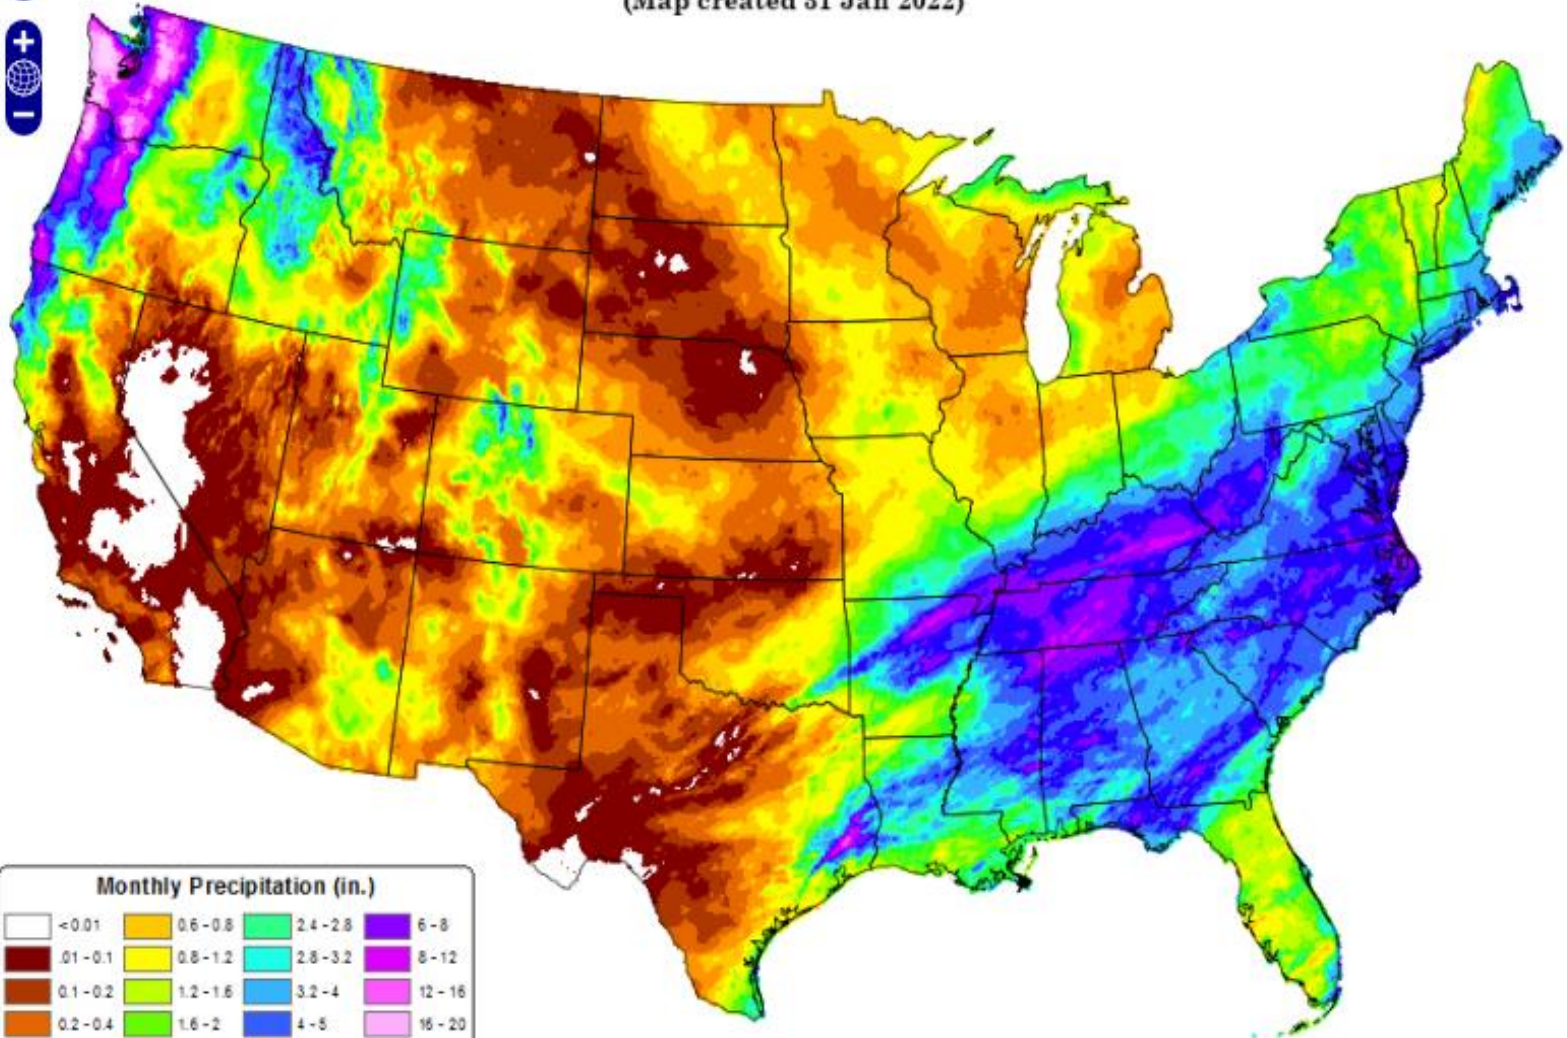 (Map created 31 Jan 2022)
+
−
Monthly Precipitation (in.)
< 0.01 0.6 - 0.8 2.4 - 2.8 6 - 8
.01 - 0.1 0.8 - 1.2 2.8 - 3.2 8 - 12
0.1 - 0.2 1.2 - 1.6 3.2 - 4 12 - 16
0.2 - 0.4 1.6 - 2 4 - 5 16 - 20